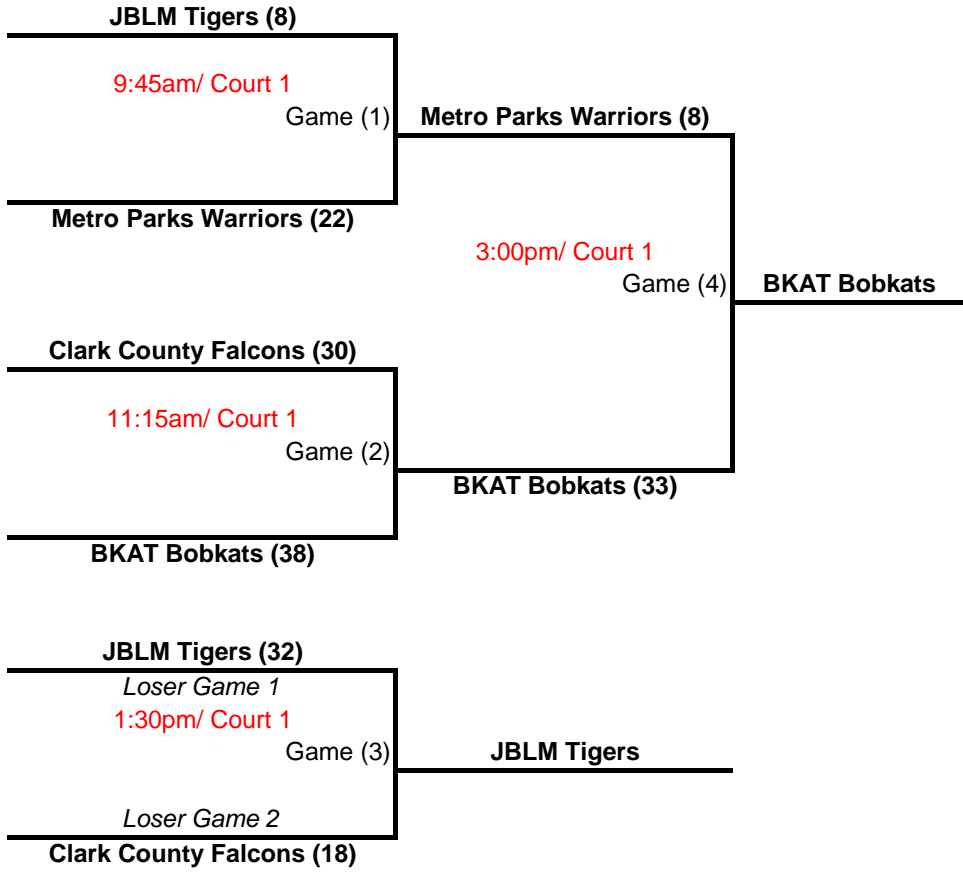 JBLM Tigers (8)
9:45am/ Court 1
Game (1)
Metro Parks Warriors (8)
Metro Parks Warriors (22)
3:00pm/ Court 1
Game (4)
BKAT Bobkats
Clark County Falcons (30)
11:15am/ Court 1
Game (2)
BKAT Bobkats (33)
BKAT Bobkats (38)
JBLM Tigers (32)
Loser Game 1
1:30pm/ Court 1
Game (3)
JBLM Tigers
Loser Game 2
Clark County Falcons (18)